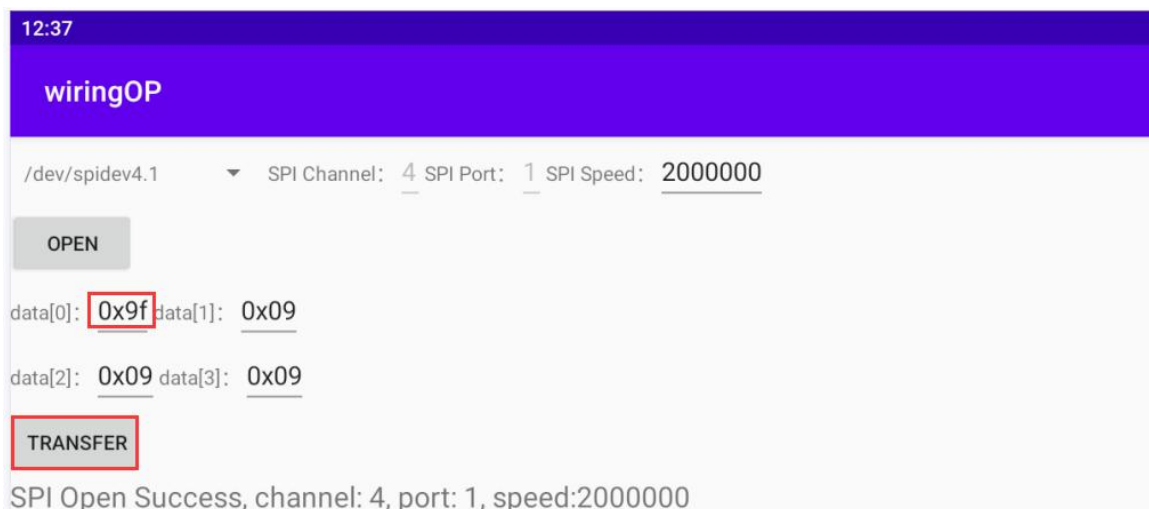 12:37
wiringOP
/dev/spidev4.1 SPI Channel: 4 SPI Port: 1 SPI Speed: 2000000
OPEN
data[0]: 0x9f data[1]: 0x09
data[2]: 0x09 data[3]: 0x09
TRANSFER
SPI Open Success, channel: 4, port: 1, speed:2000000